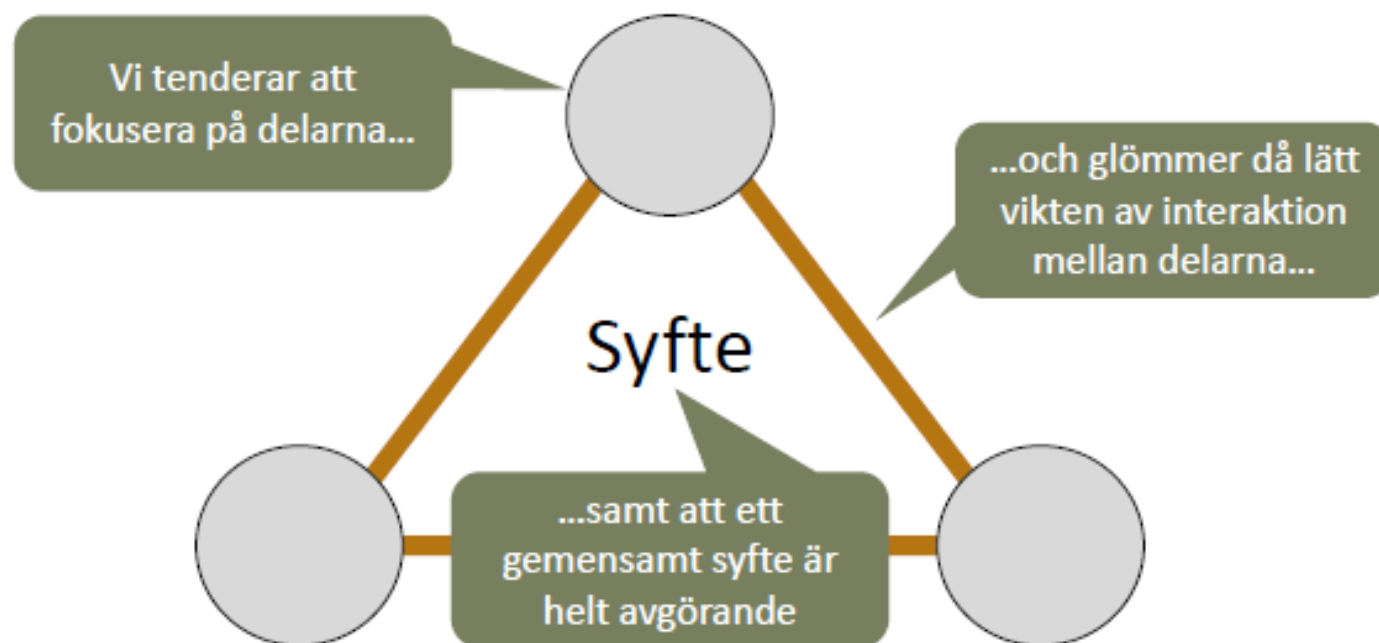 Vi tenderar att
fokusera på delarna...
...och glömmer då lätt
vikten av interaktion
mellan delarna...
Syfte
...samt att ett
gemensamt syfte är
helt avgörande